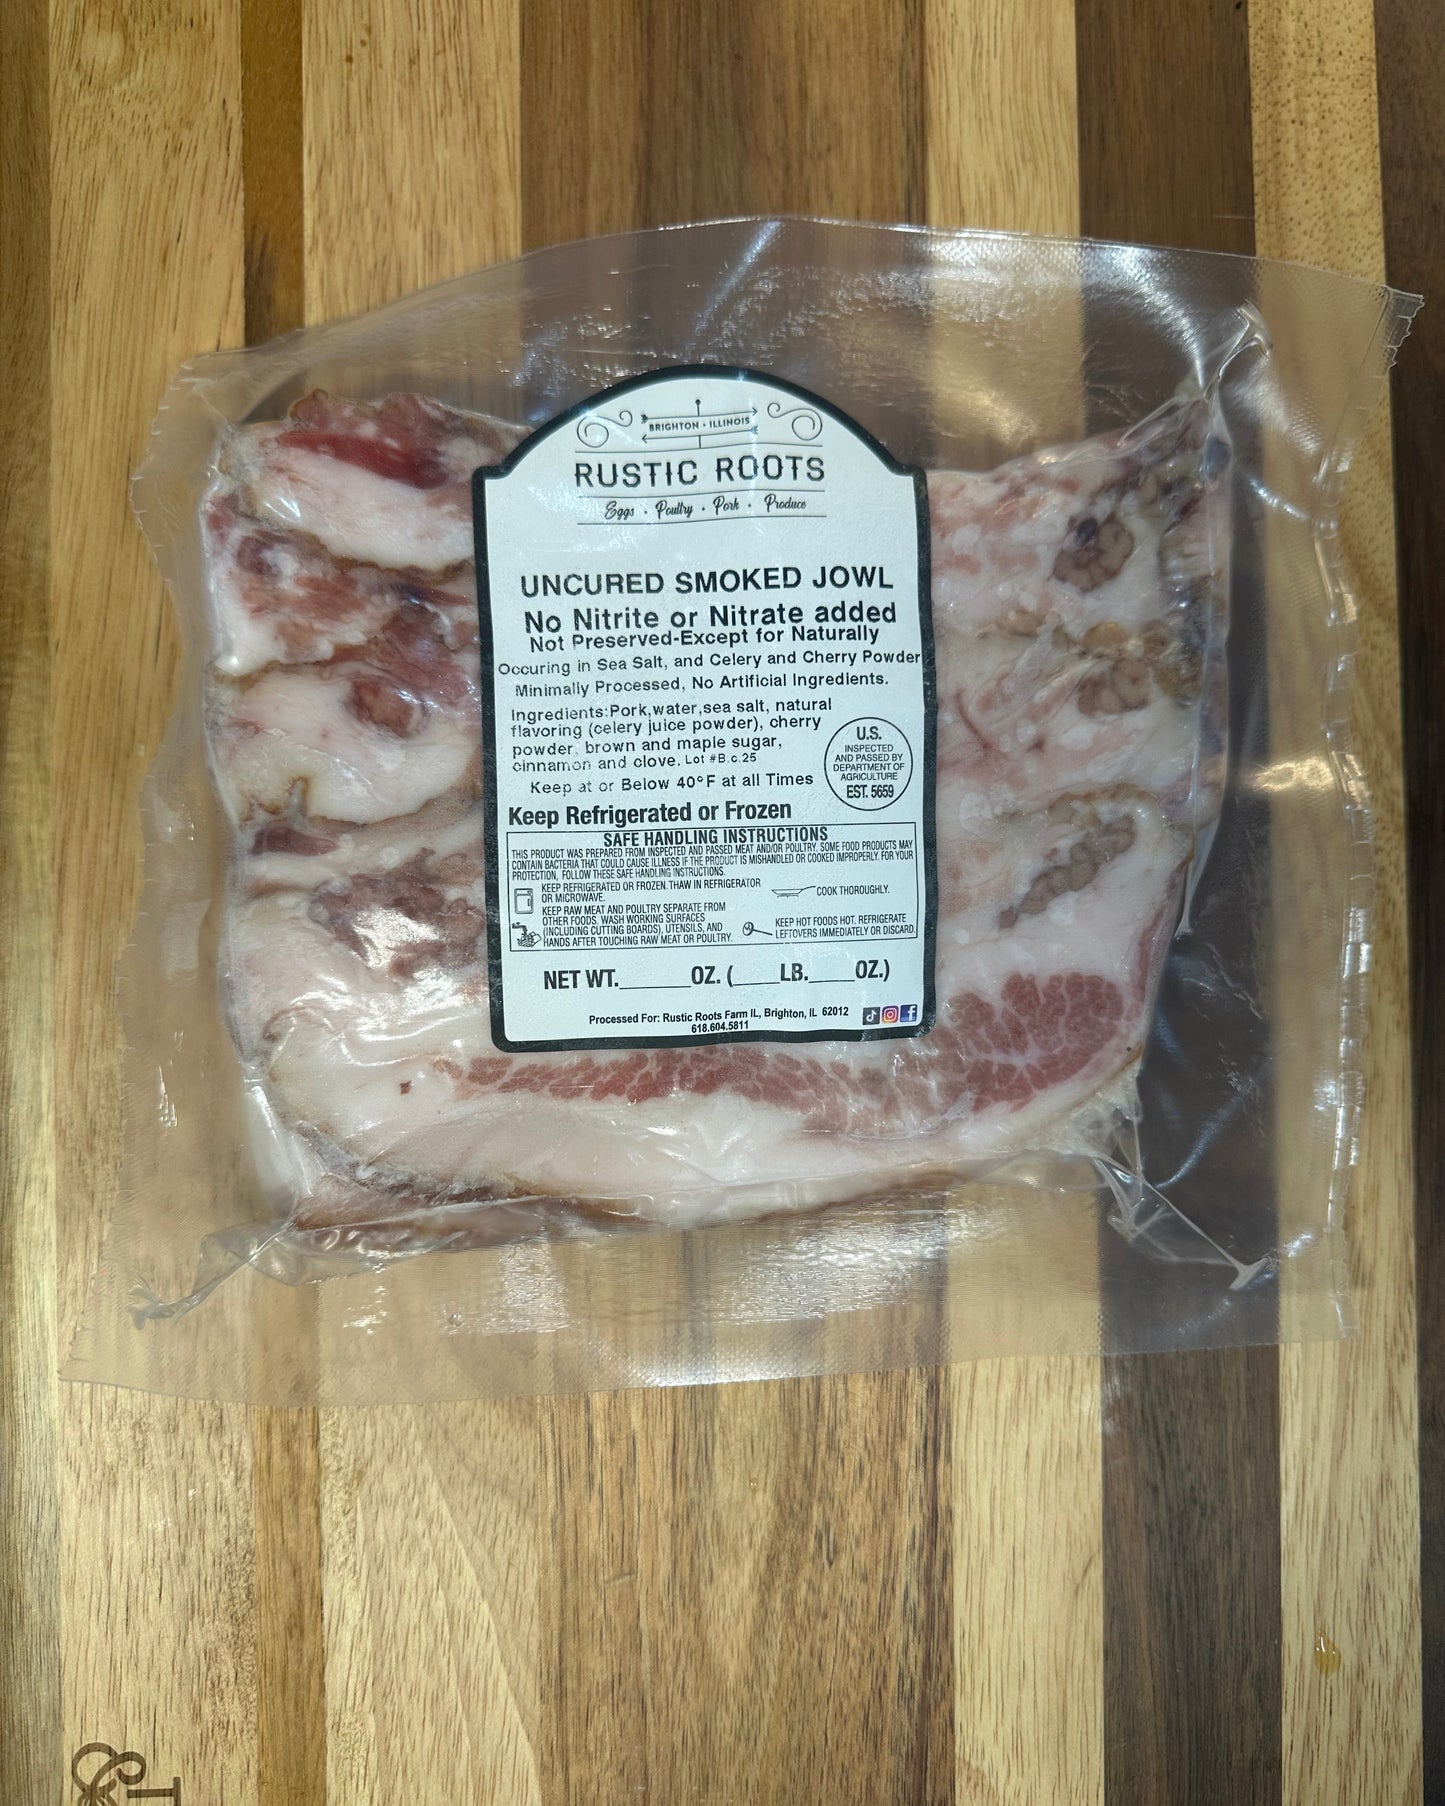 BRIGHTON • ILLINOIS
RUSTIC ROOTS
Eggs • Poultry • Pork • Produce
UNCURED SMOKED JOWL
No Nitrite or Nitrate added
Not Preserved-Except for Naturally
Occuring in Sea Salt, and Celery and Cherry Powder
Minimally Processed, No Artificial Ingredients.
Ingredients:Pork,water,sea salt, natural
flavoring (celery juice powder), cherry
powder, brown and maple sugar,
cinnamon and clove. Lot #B.c.25
Keep at or Below 40°F at all Times
U.S.
INSPECTED
AND PASSED BY
DEPARTMENT OF
AGRICULTURE
EST. 5659
Keep Refrigerated or Frozen
SAFE HANDLING INSTRUCTIONS
THIS PRODUCT WAS PREPARED FROM INSPECTED AND PASSED MEAT AND/OR POULTRY. SOME FOOD PRODUCTS MAY
CONTAIN BACTERIA THAT COULD CAUSE ILLNESS IF THE PRODUCT IS MISHANDLED OR COOKED IMPROPERLY. FOR YOUR
PROTECTION, FOLLOW THESE SAFE HANDLING INSTRUCTIONS.
KEEP REFRIGERATED OR FROZEN. THAW IN REFRIGERATOR
OR MICROWAVE.
KEEP RAW MEAT AND POULTRY SEPARATE FROM
OTHER FOODS. WASH WORKING SURFACES
(INCLUDING CUTTING BOARDS), UTENSILS, AND
HANDS AFTER TOUCHING RAW MEAT OR POULTRY.
COOK THOROUGHLY.
KEEP HOT FOODS HOT. REFRIGERATE
LEFTOVERS IMMEDIATELY OR DISCARD.
NET WT.______OZ. (____LB.____OZ.)
Processed For: Rustic Roots Farm IL, Brighton, IL 62012
618.604.5811